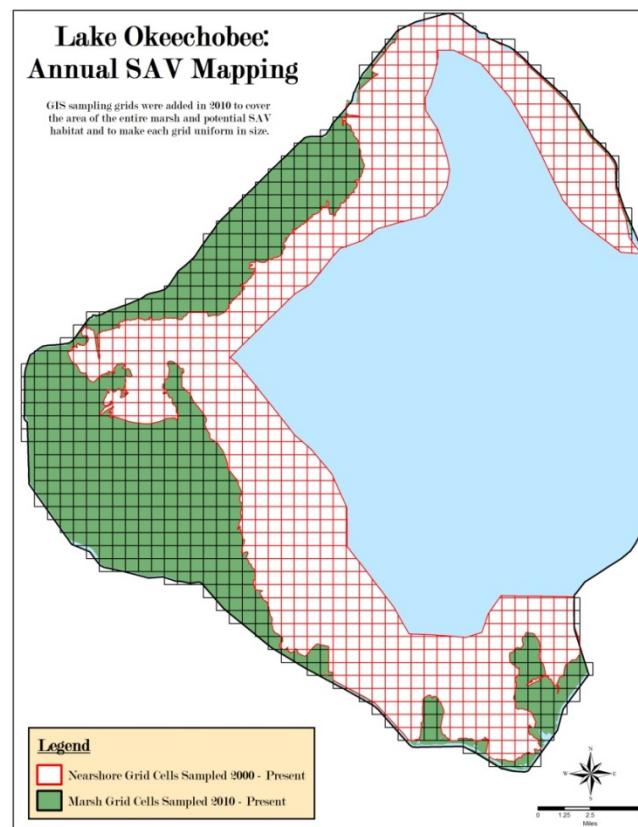 Lake Okeechobee:
Annual SAV Mapping
GIS sampling grids were added in 2010 to cover
the area of the entire marsh and potential SAV
habitat and to make each grid uniform in size.
Legend
Nearshore Grid Cells Sampled 2000 - Present
Marsh Grid Cells Sampled 2010 - Present
N
W
E
S
0 1.25 2.5
Miles